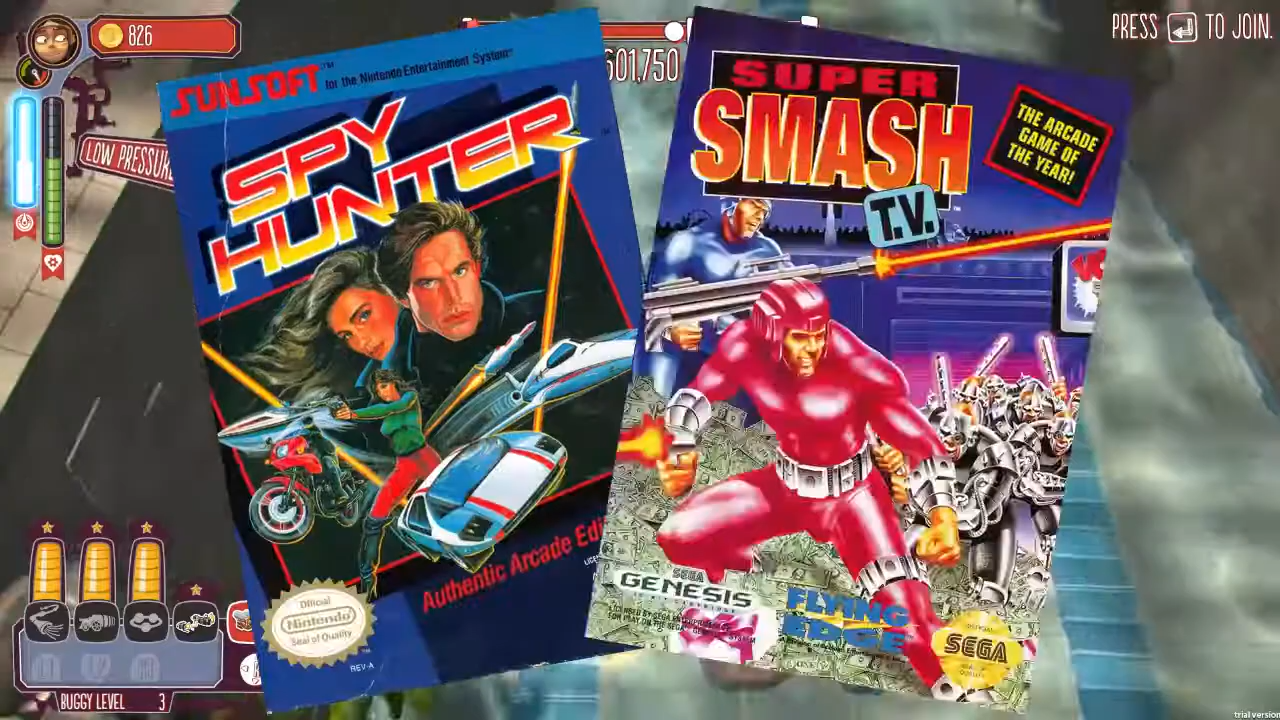 826
601,750
PRESS TO JOIN.
LOW PRESSURE
SUNSOFT™ for the Nintendo Entertainment System®
SPY
HUNTER
Authentic Arcade Edi
Official
Nintendo
Seal of Quality
REV-A
SUPER
SMASH
T.V.
THE ARCADE
GAME OF
THE YEAR!
SEGA
GENESIS
FLYING
EDGE
SEGA
BUGGY LEVEL 3
trial version